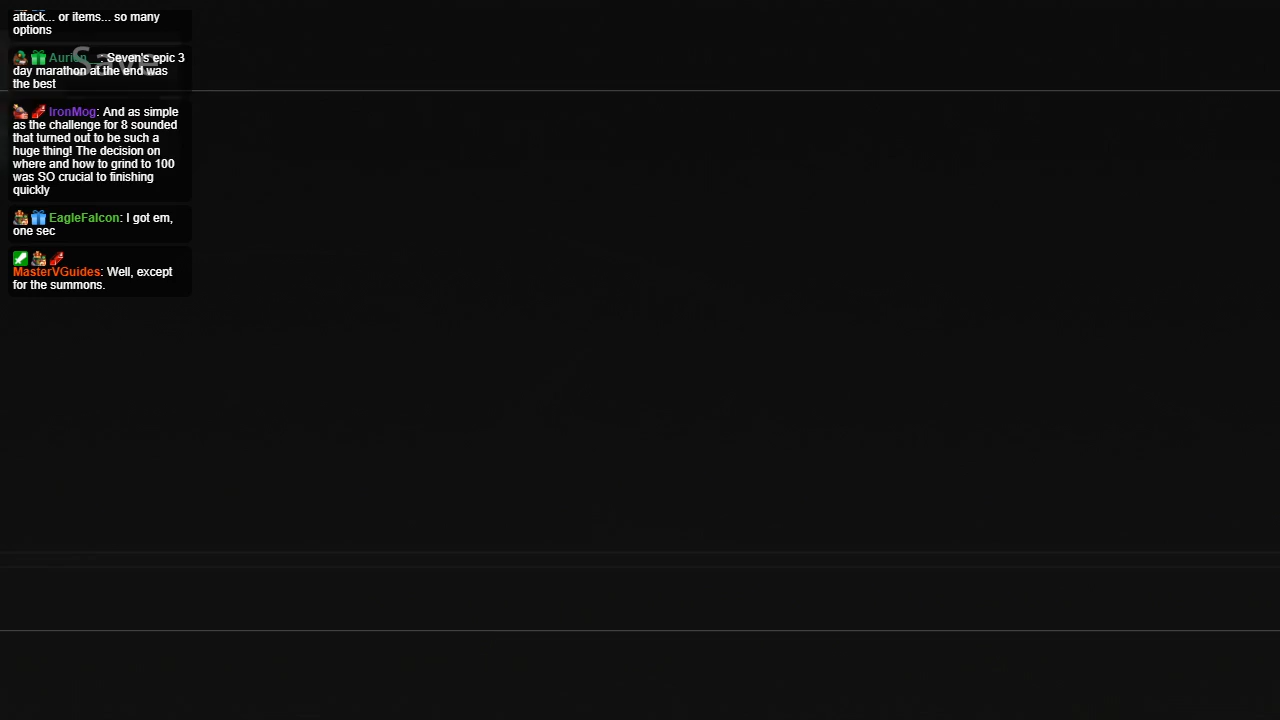 attack... or items... so many
options
Save
Aurion__: Seven's epic 3
day marathon at the end was
the best
IronMog: And as simple
as the challenge for 8 sounded
that turned out to be such a
huge thing! The decision on
where and how to grind to 100
was SO crucial to finishing
quickly
EagleFalcon: I got em,
one sec
MasterVGuides: Well, except
for the summons.